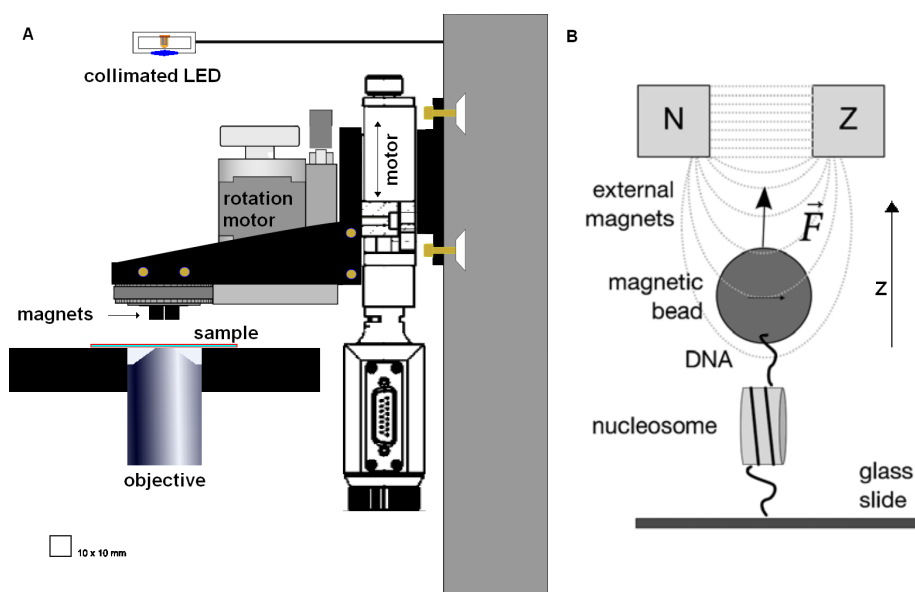 A
collimated LED
motor
rotation
motor
magnets
sample
objective
10 x 10 mm
B
N
Z
external
magnets
F
magnetic
bead
z
DNA
nucleosome
glass
slide